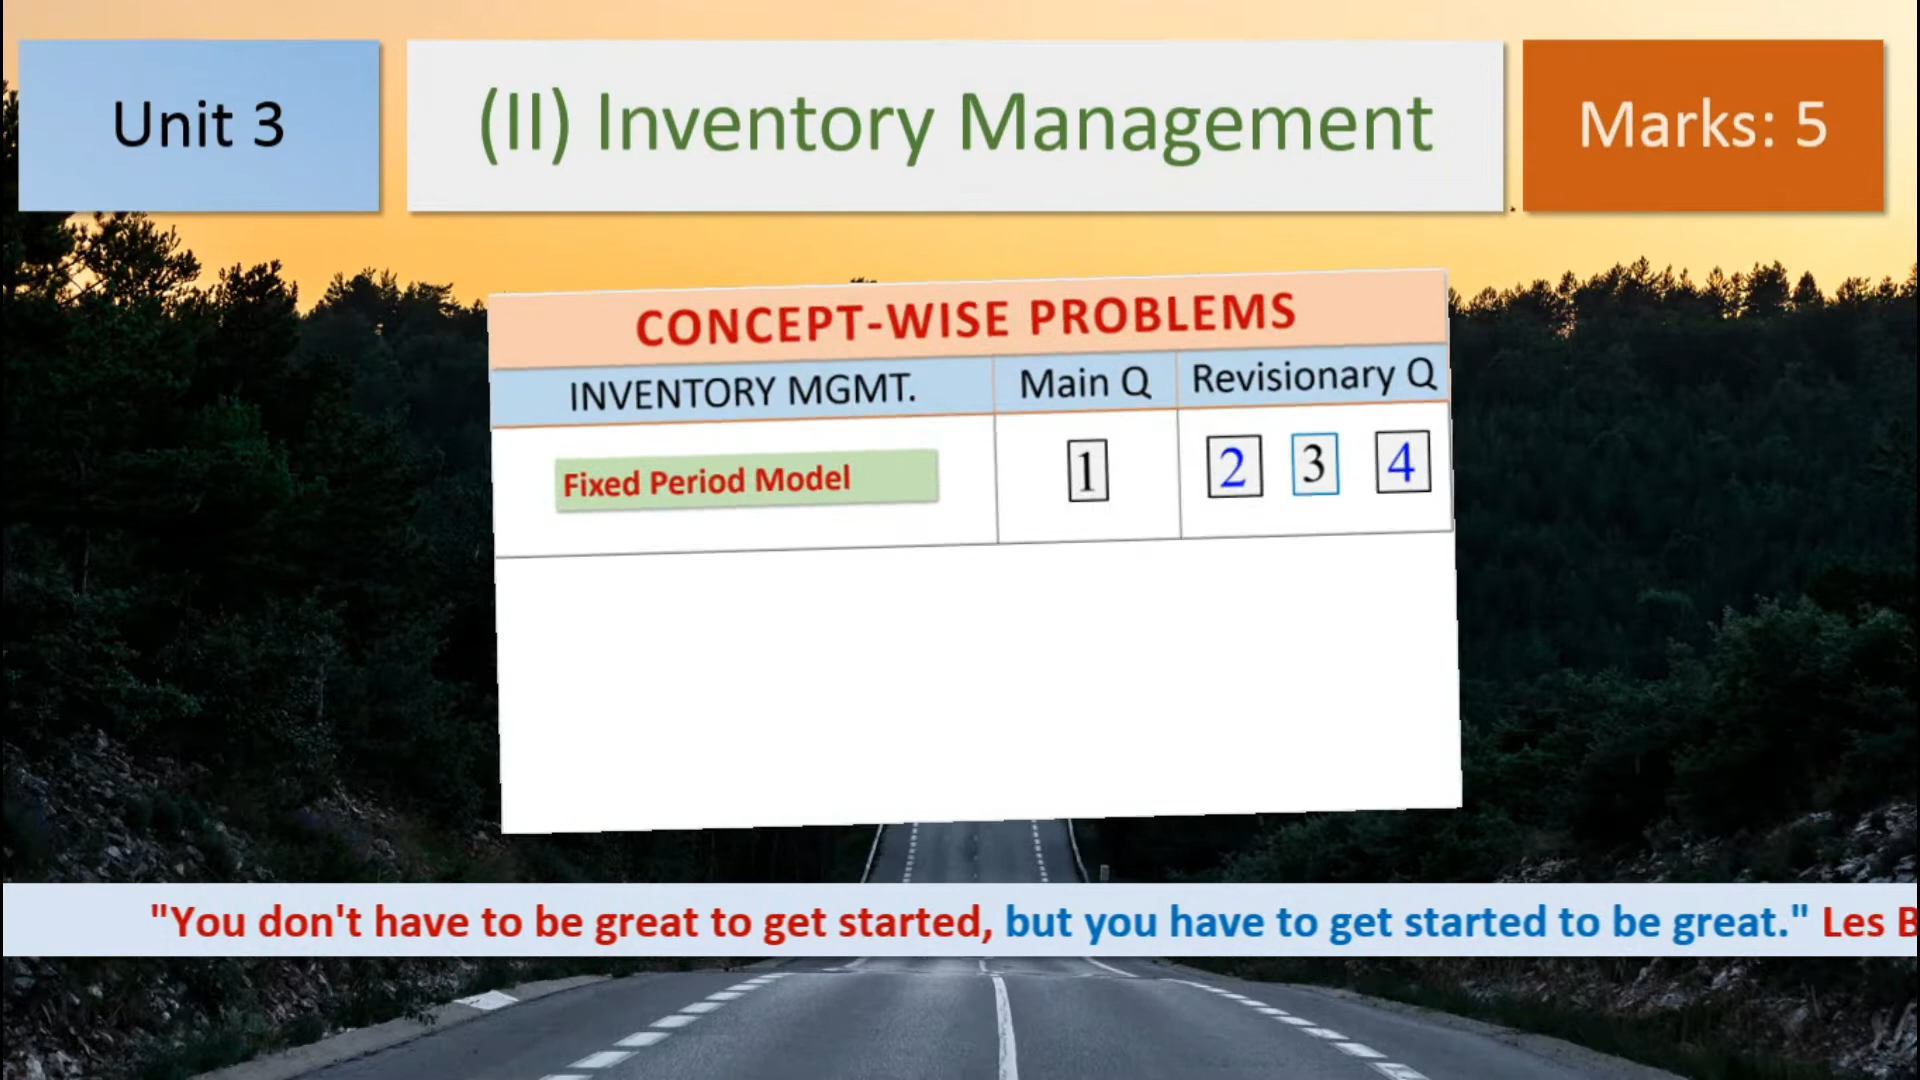 Unit 3
(II) Inventory Management
Marks: 5
CONCEPT-WISE PROBLEMS
INVENTORY MGMT. Main Q Revisionary Q
Fixed Period Model 1 2 3 4
"You don't have to be great to get started, but you have to get started to be great." Les